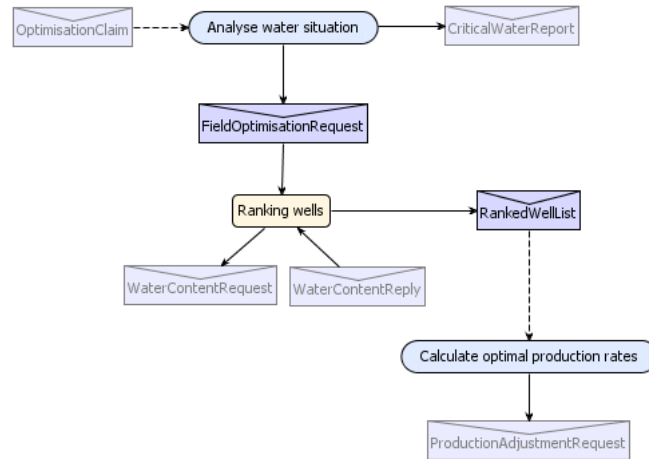 OptimisationClaim
Analyse water situation
CriticalWaterReport
FieldOptimisationRequest
Ranking wells
RankedWellList
WaterContentRequest
WaterContentReply
Calculate optimal production rates
ProductionAdjustmentRequest